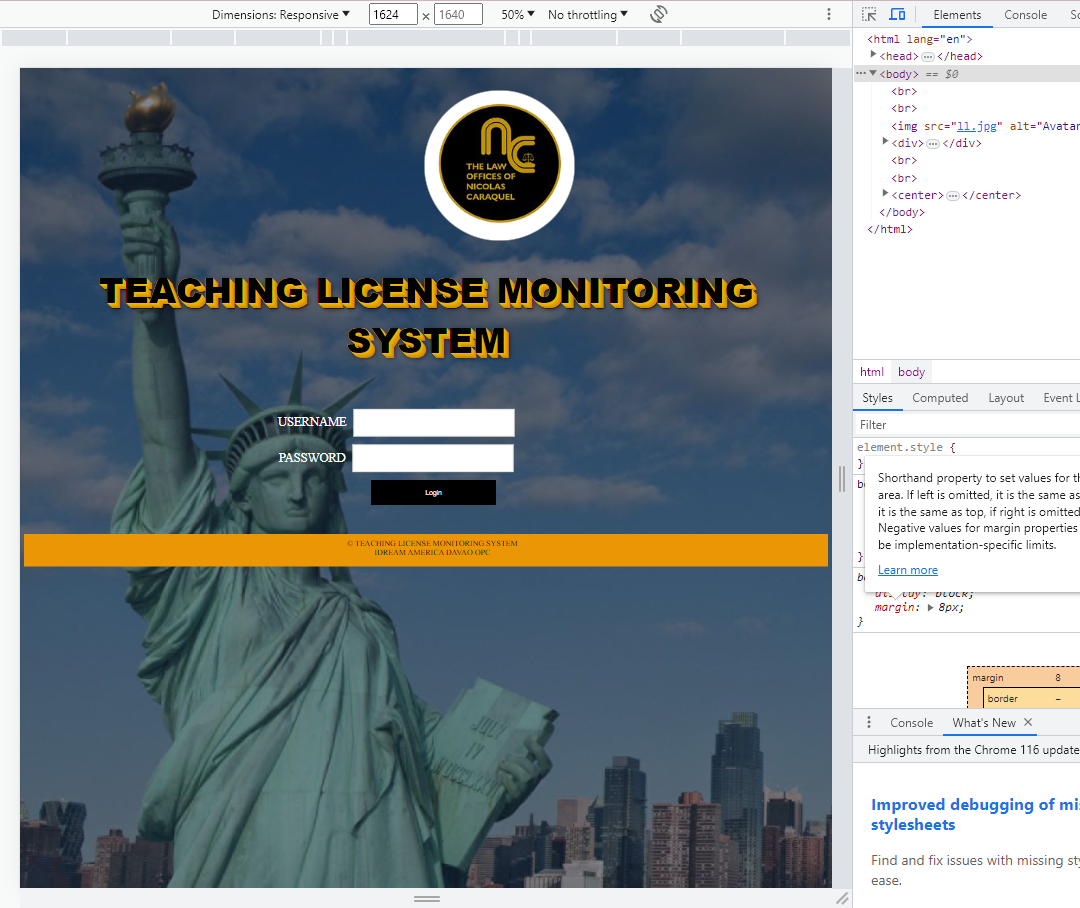 Dimensions: Responsive ▼ 1624 × 1640 50% ▼ No throttling ▼
Elements Console
<html lang="en">
▶ <head> ⋯ </head>
⋯ ▼ <body> == $0
<br>
<br>
<img src="ll.jpg" alt="Avatar
▶ <div> ⋯ </div>
<br>
<br>
▶ <center> ⋯ </center>
</body>
</html>
html body
Styles Computed Layout Event L
Filter
element.style {
}
Shorthand property to set values for th
area. If left is omitted, it is the same as
it is the same as top, if right is omitted
Negative values for margin properties
be implementation-specific limits.
}
Learn more
display: block;
margin: ▶ 8px;
}
margin 8
border –
Console What's New ✕
Highlights from the Chrome 116 update
Improved debugging of mis
stylesheets
Find and fix issues with missing sty
ease.
NC
THE LAW
OFFICES OF
NICOLAS
CARAQUEL
TEACHING LICENSE MONITORING
SYSTEM
USERNAME
PASSWORD
Login
© TEACHING LICENSE MONITORING SYSTEM
IDREAM AMERICA DAVAO OPC
JULY
IV
MDCCLXXVI